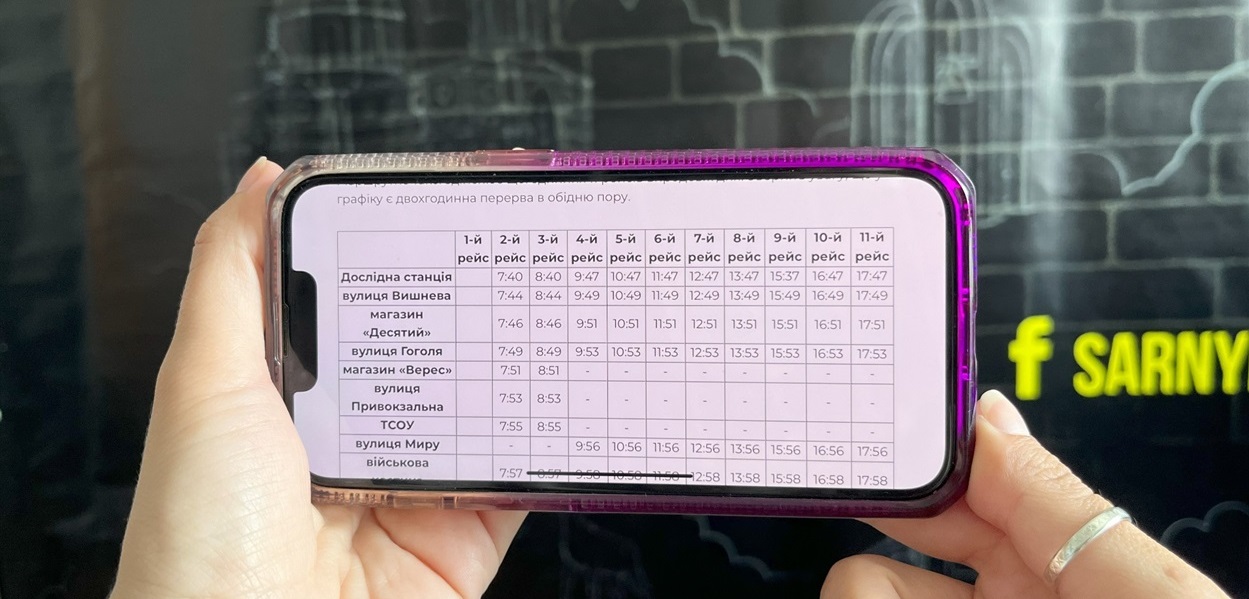 графіку є двохгодинна перерва в обідню пору.
1-й рейс 2-й рейс 3-й рейс 4-й рейс 5-й рейс 6-й рейс 7-й рейс 8-й рейс 9-й рейс 10-й рейс 11-й рейс
Дослідна станція 7:40 8:40 9:47 10:47 11:47 12:47 13:47 15:37 16:47 17:47
вулиця Вишнева 7:44 8:44 9:49 10:49 11:49 12:49 13:49 15:49 16:49 17:49
магазин «Десятий» 7:46 8:46 9:51 10:51 11:51 12:51 13:51 15:51 16:51 17:51
вулиця Гоголя 7:49 8:49 9:53 10:53 11:53 12:53 13:53 15:53 16:53 17:53
магазин «Верес» 7:51 8:51 - - - - - - - -
вулиця Привокзальна 7:53 8:53 - - - - - - - -
ТСОУ 7:55 8:55 - - - - - - - -
вулиця Миру - - 9:56 10:56 11:56 12:56 13:56 15:56 16:56 17:56
військова 7:57 8:57 9:58 10:58 11:58 12:58 13:58 15:58 16:58 17:58
f SARNY